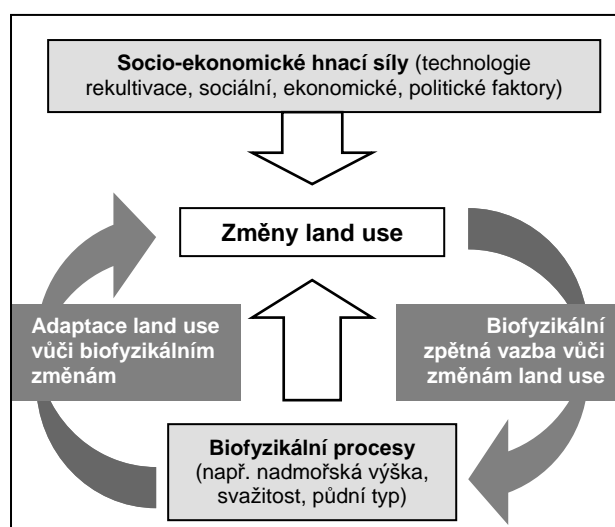 Socio-ekonomické hnací síly (technologie
rekultivace, sociální, ekonomické, politické faktory)
Změny land use
Adaptace land use
vůči biofyzikálním
změnám
Biofyzikální
zpětná vazba vůči
změnám land use
Biofyzikální procesy
(např. nadmořská výška,
svažitost, půdní typ)